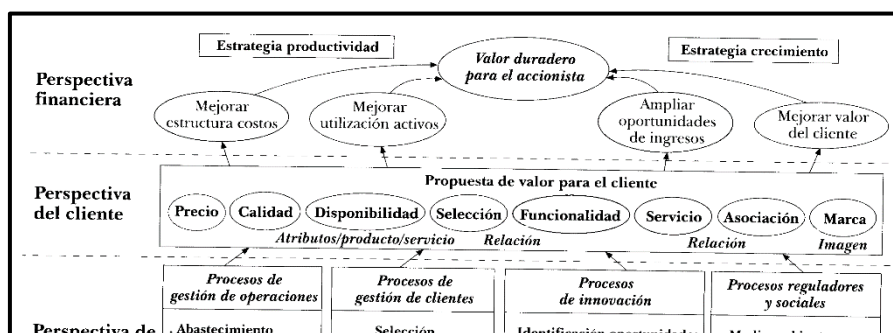 Estrategia productividad
Estrategia crecimiento
Valor duradero
para el accionista
Perspectiva
financiera
Mejorar
estructura costos
Mejorar
utilización activos
Ampliar
oportunidades
de ingresos
Mejorar valor
del cliente
Perspectiva
del cliente
Propuesta de valor para el cliente
Precio
Calidad
Disponibilidad
Selección
Funcionalidad
Servicio
Asociación
Marca
Atributos/producto/servicio
Relación
Relación
Imagen
Procesos de
gestión de operaciones
Procesos de
gestión de clientes
Procesos
de innovación
Procesos reguladores
y sociales
Perspectiva de
Abastecimiento
Selección
Identificación